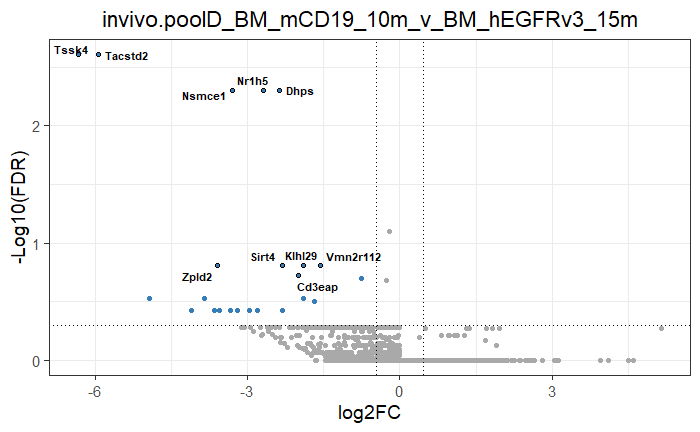 invivo.poolD_BM_mCD19_10m_v_BM_hEGFRv3_15m
Tssk4
Tacstd2
Nr1h5
Nsmce1
Dhps
Sirt4
Klhl29
Vmn2r112
Zpld2
Cd3eap
-Log10(FDR)
2
1
0
-6
-3
0
3
log2FC